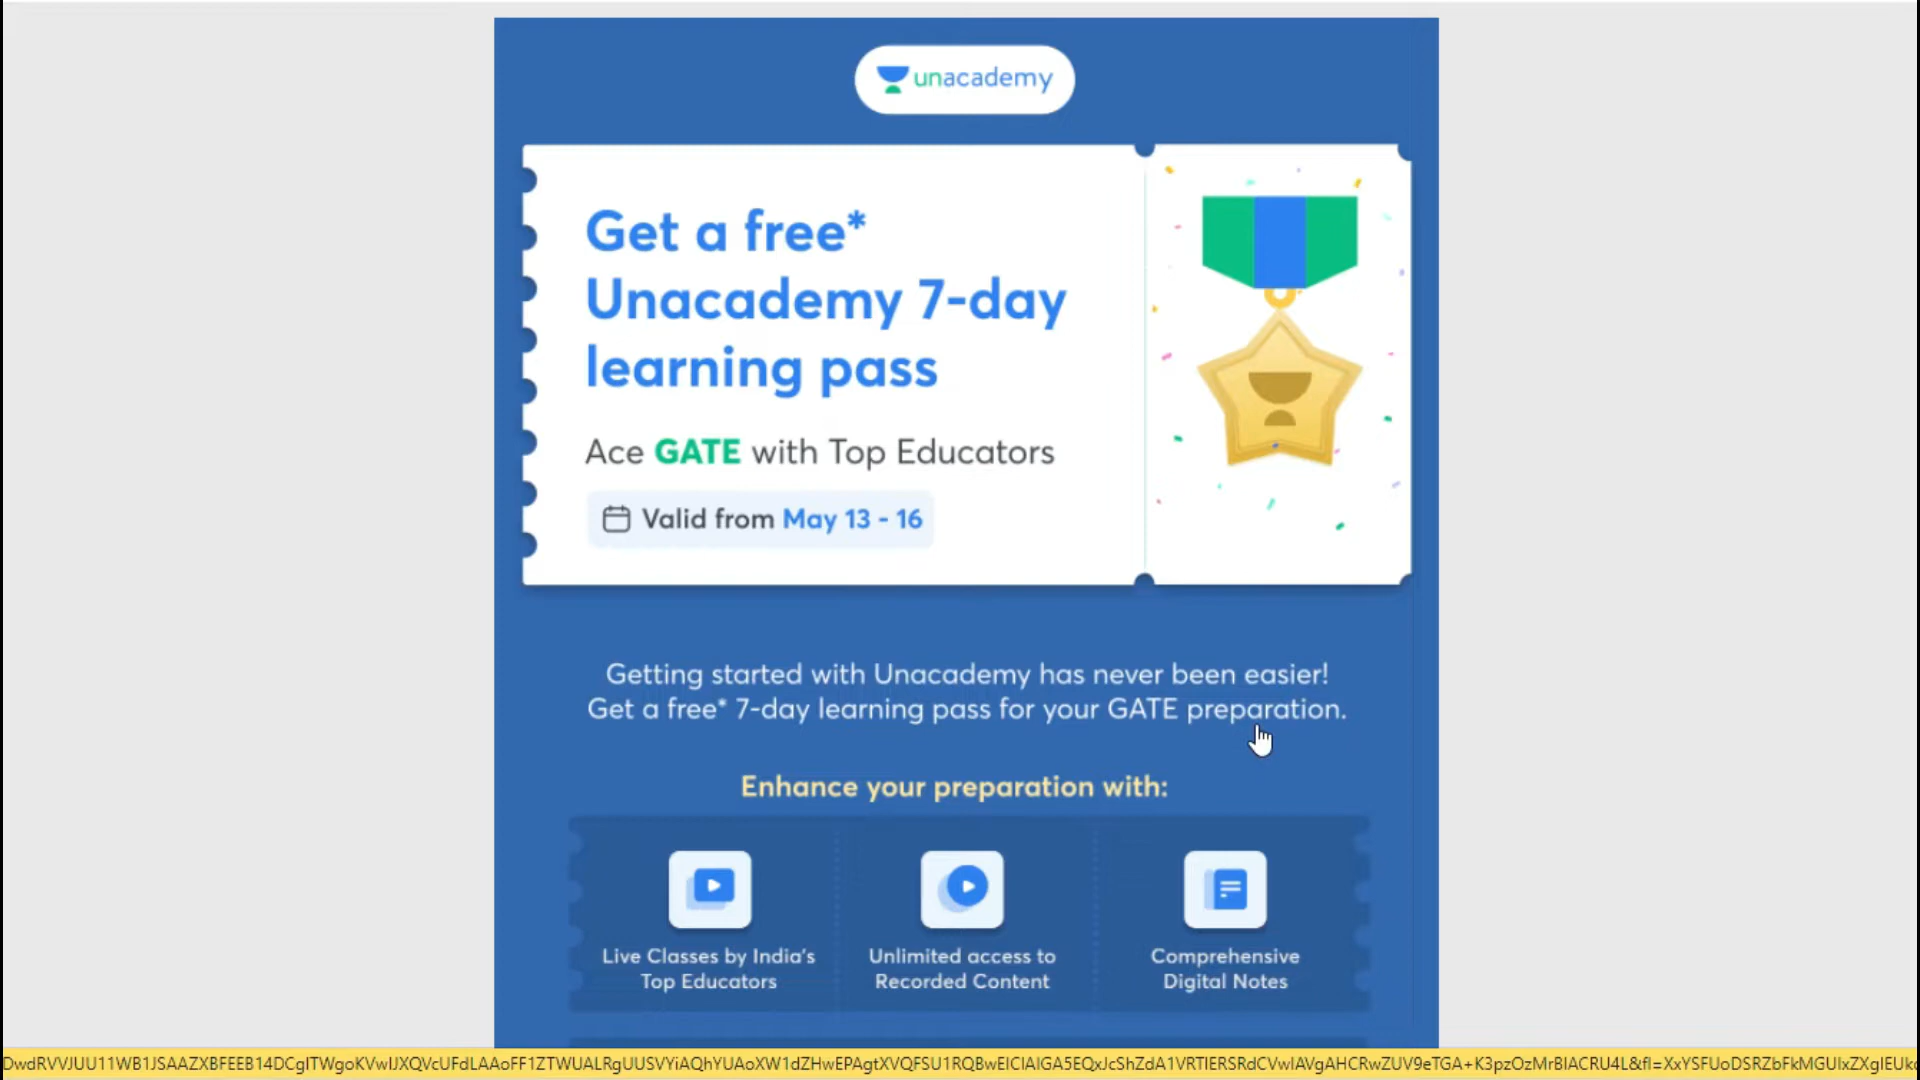 unacademy
Get a free*
Unacademy 7-day
learning pass
Ace GATE with Top Educators
Valid from May 13 - 16
Getting started with Unacademy has never been easier!
Get a free* 7-day learning pass for your GATE preparation.
Enhance your preparation with:
Live Classes by India's
Top Educators
Unlimited access to
Recorded Content
Comprehensive
Digital Notes